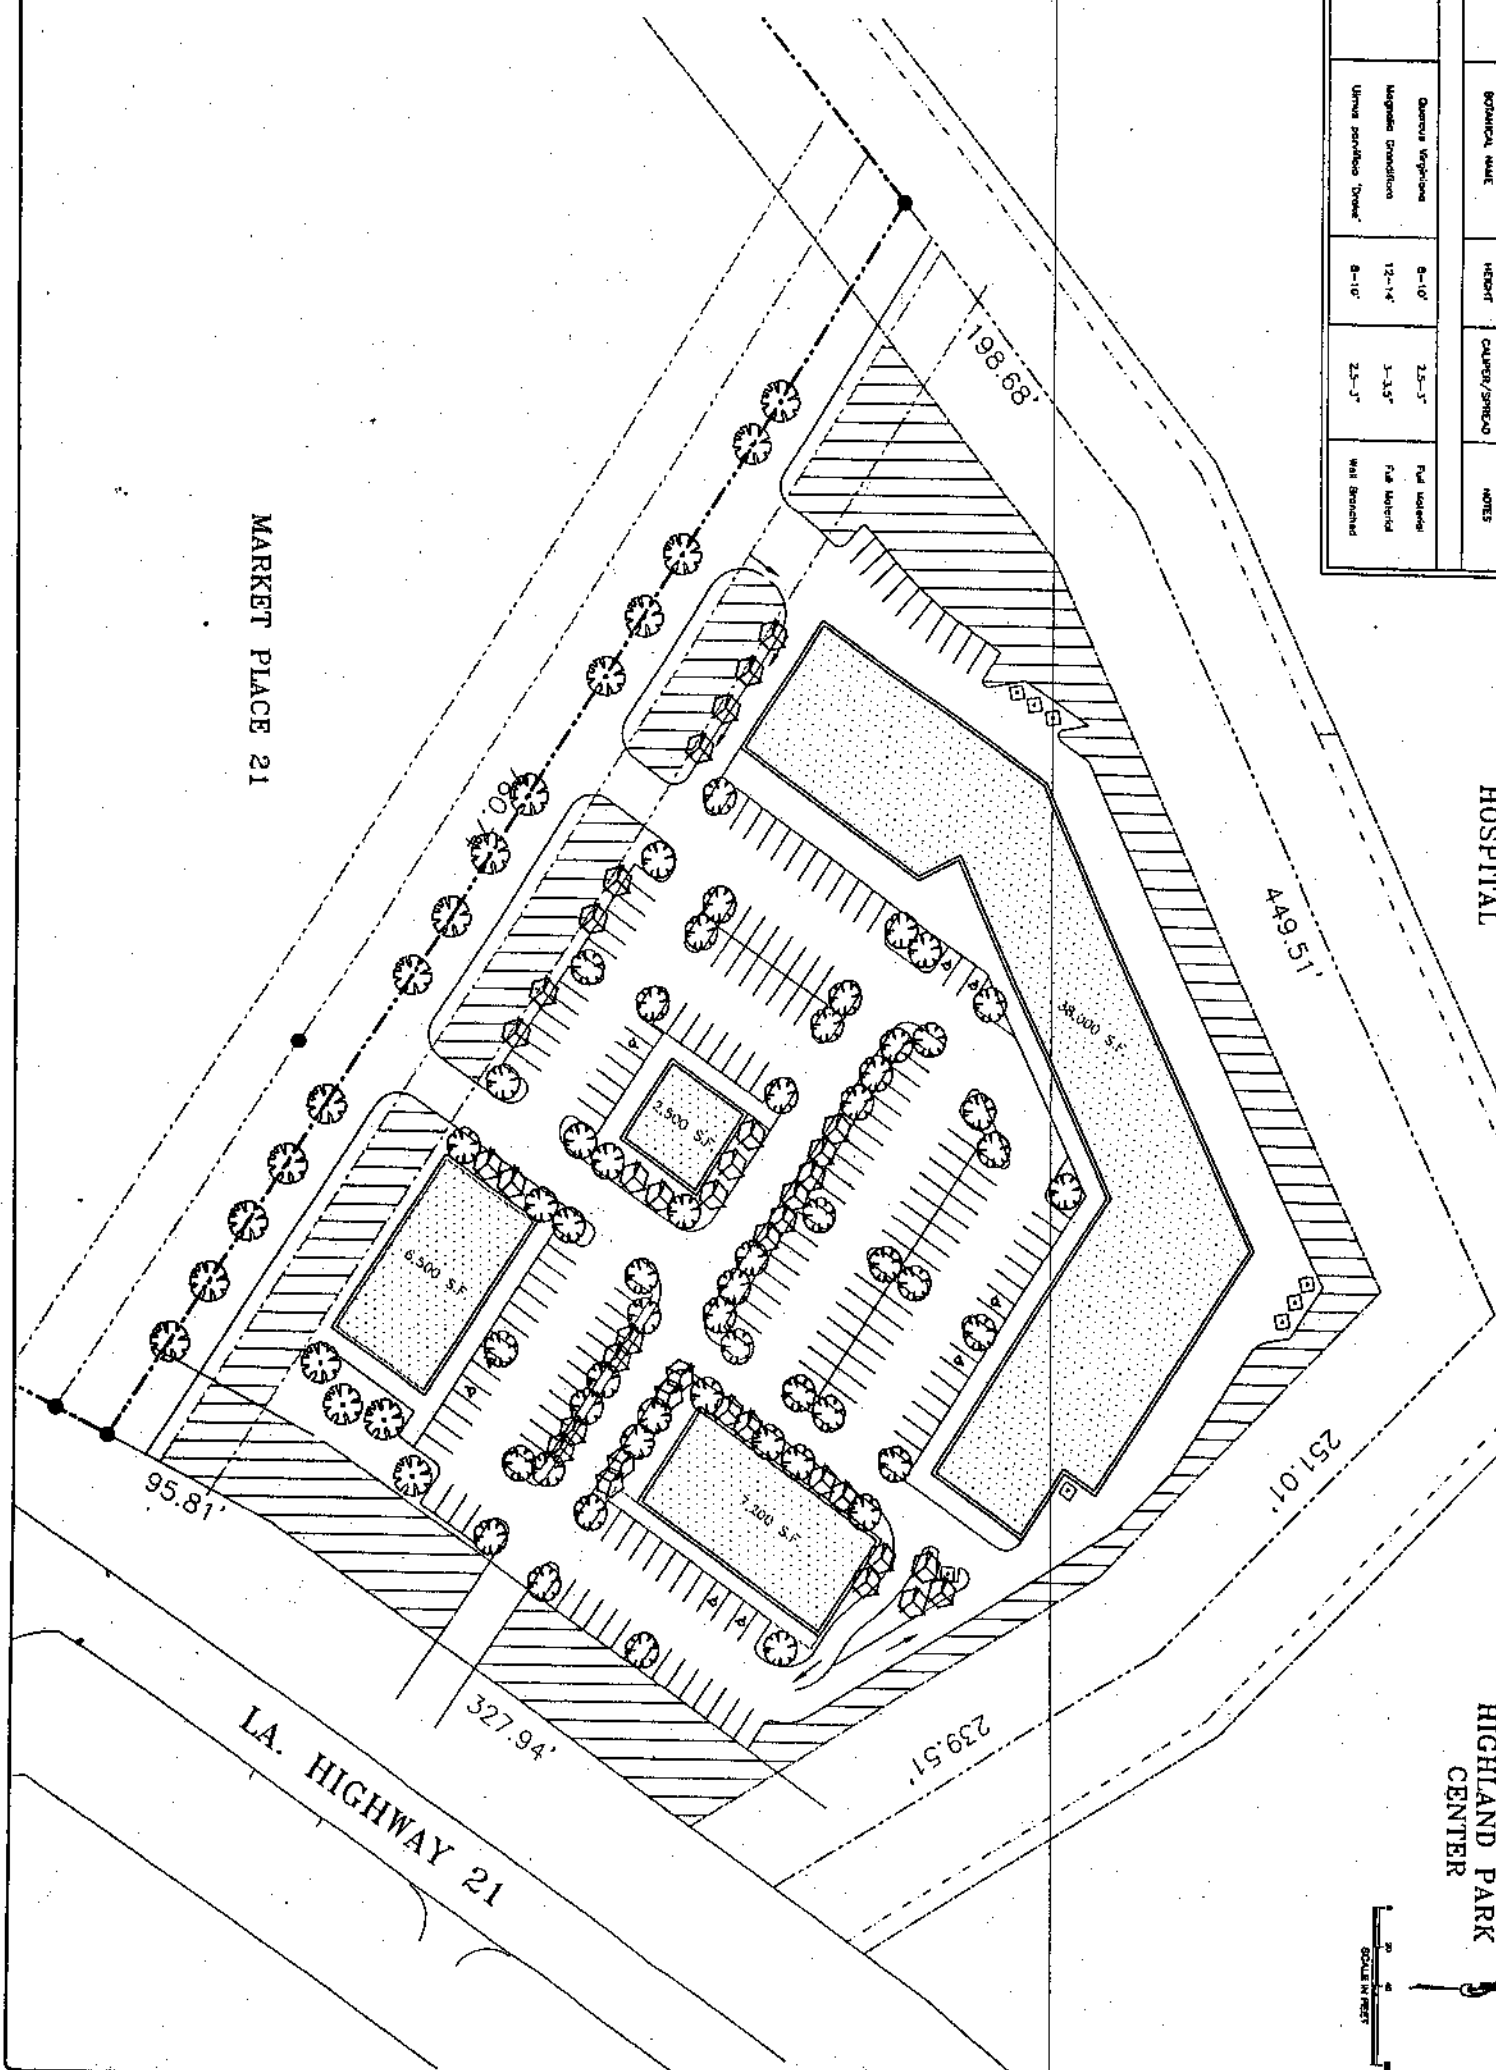 BOTANICAL NAME HEIGHT CALIPER/SPREAD NOTES
Quercus Virginiana 8-10' 2.5-3" Full Material
Magnolia Grandiflora 12-14' 3-3.5" Full Material
Ulmus parvifolia 'Drake' 8-10' 2.5-3" Well Branched
HOSPITAL
HIGHLAND PARK
CENTER
SCALE IN FEET
198.68'
449.51'
251.01'
239.51'
327.94'
95.81'
38,000 S.F.
2,500 S.F.
6,500 S.F.
7,200 S.F.
MARKET PLACE 21
LA. HIGHWAY 21